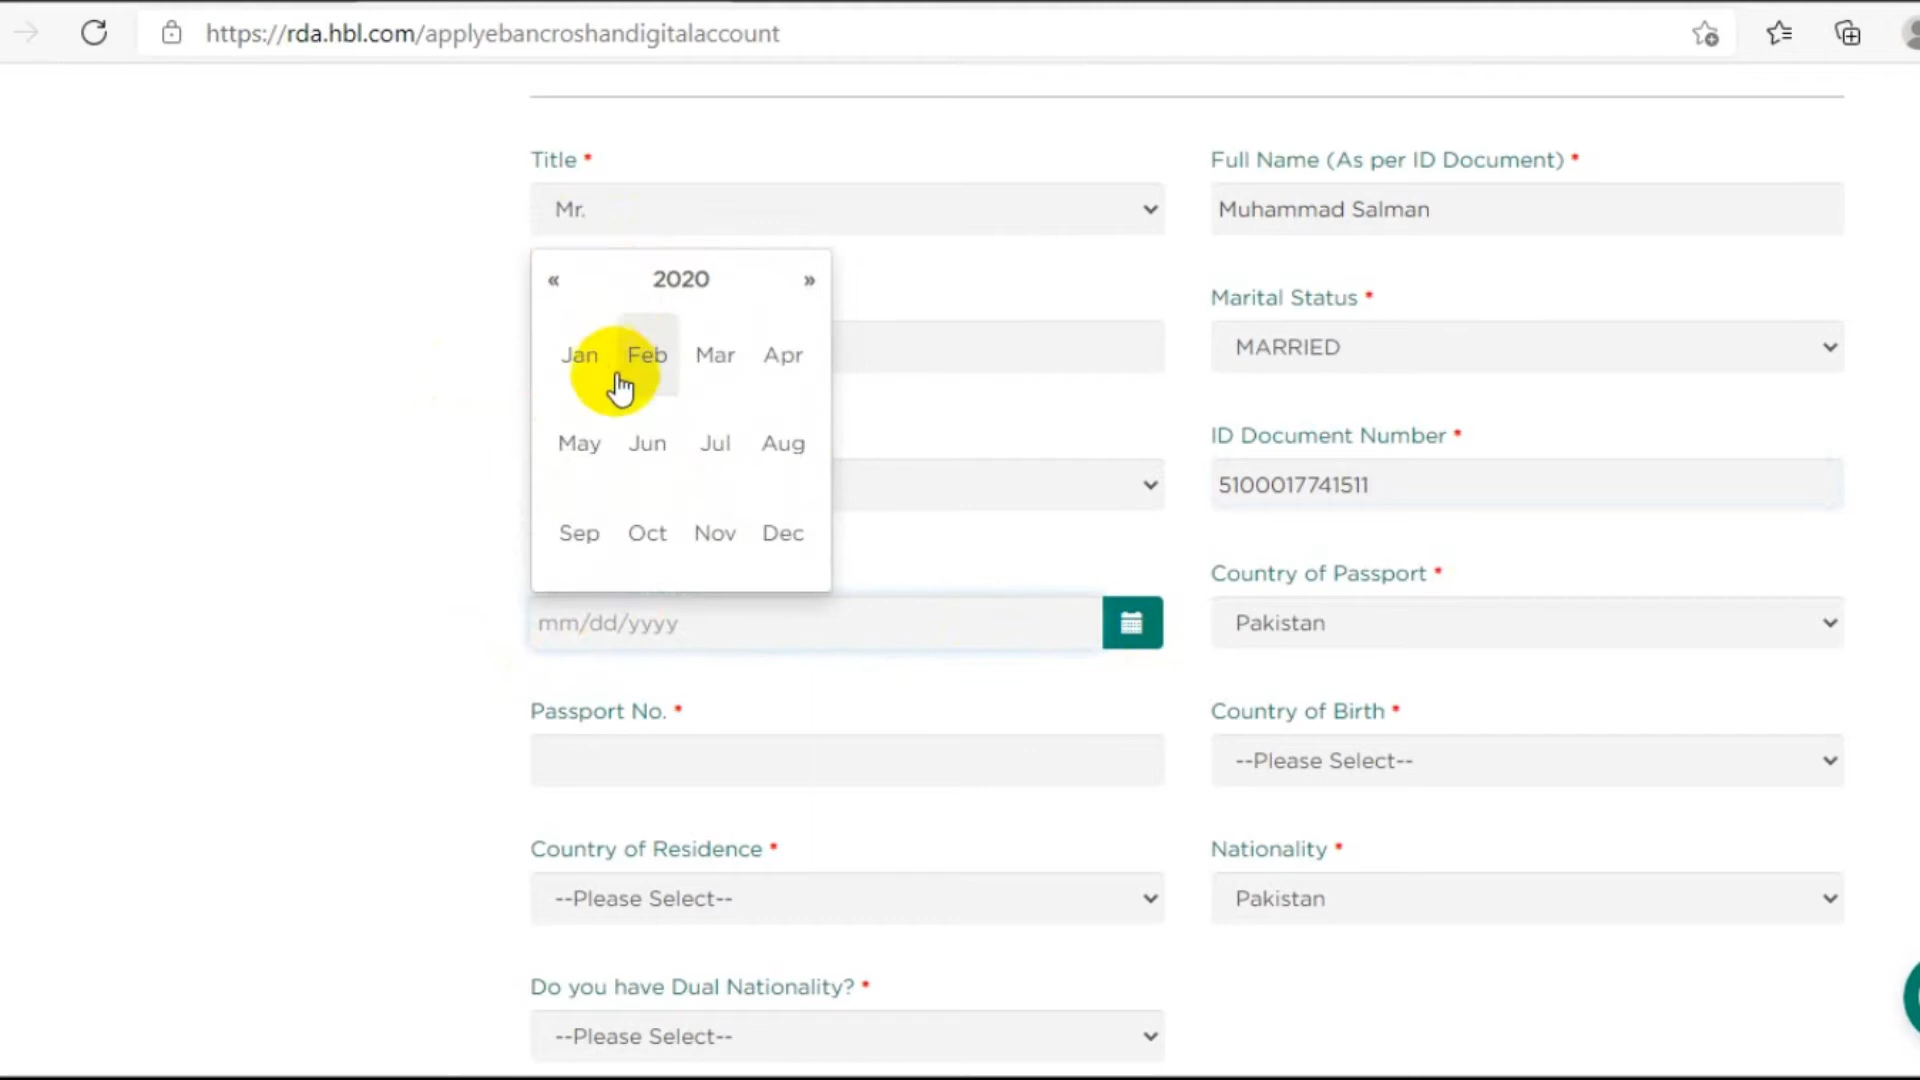 https://rda.hbl.com/applyebancroshandigitalaccount
Title *
Full Name (As per ID Document) *
Mr.
Muhammad Salman
« 2020 »
Marital Status *
Jan Feb Mar Apr
MARRIED
May Jun Jul Aug
ID Document Number *
5100017741511
Sep Oct Nov Dec
Country of Passport *
mm/dd/yyyy
Pakistan
Passport No. *
Country of Birth *
--Please Select--
Country of Residence *
Nationality *
--Please Select--
Pakistan
Do you have Dual Nationality? *
--Please Select--